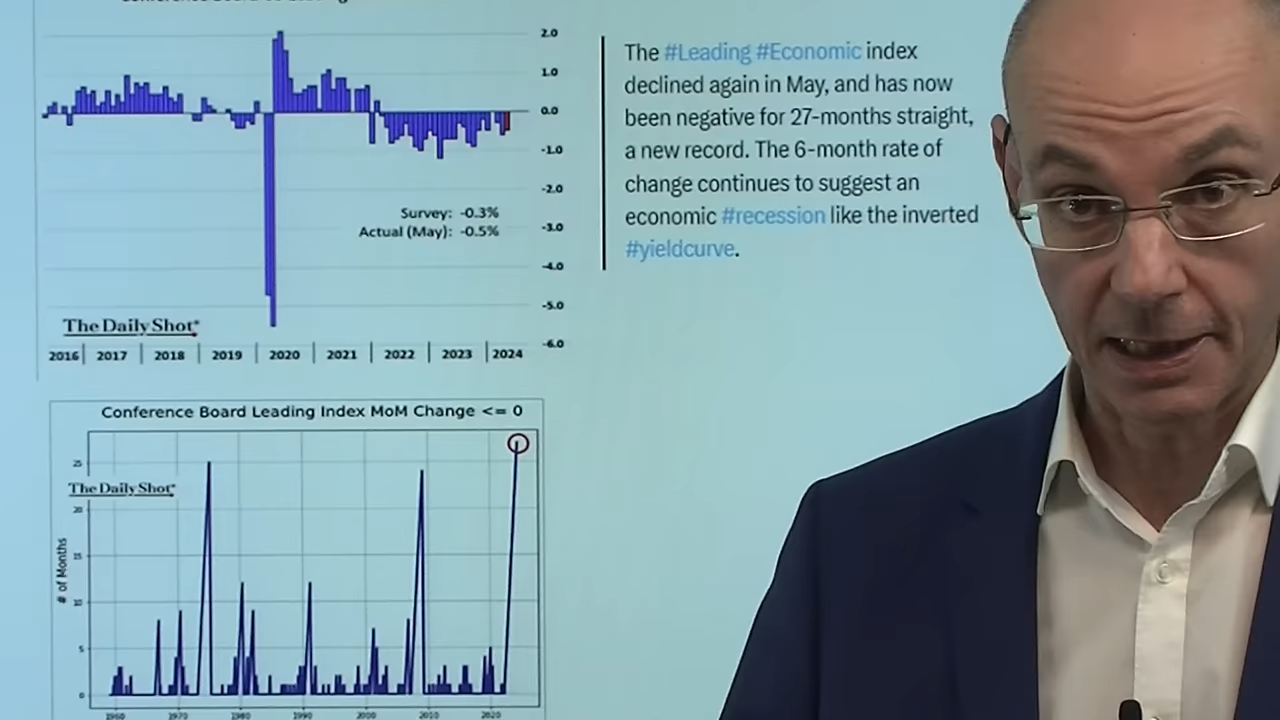 2.0
1.0
0.0
-1.0
-2.0
-3.0
-4.0
-5.0
-6.0
Survey: -0.3%
Actual (May): -0.5%
The Daily Shot
2016 2017 2018 2019 2020 2021 2022 2023 2024
The #Leading #Economic index
declined again in May, and has now
been negative for 27-months straight,
a new record. The 6-month rate of
change continues to suggest an
economic #recession like the inverted
#yieldcurve.
Conference Board Leading Index MoM Change <= 0
The Daily Shot
# of Months
25
20
15
10
5
0
1960 1970 1980 1990 2000 2010 2020